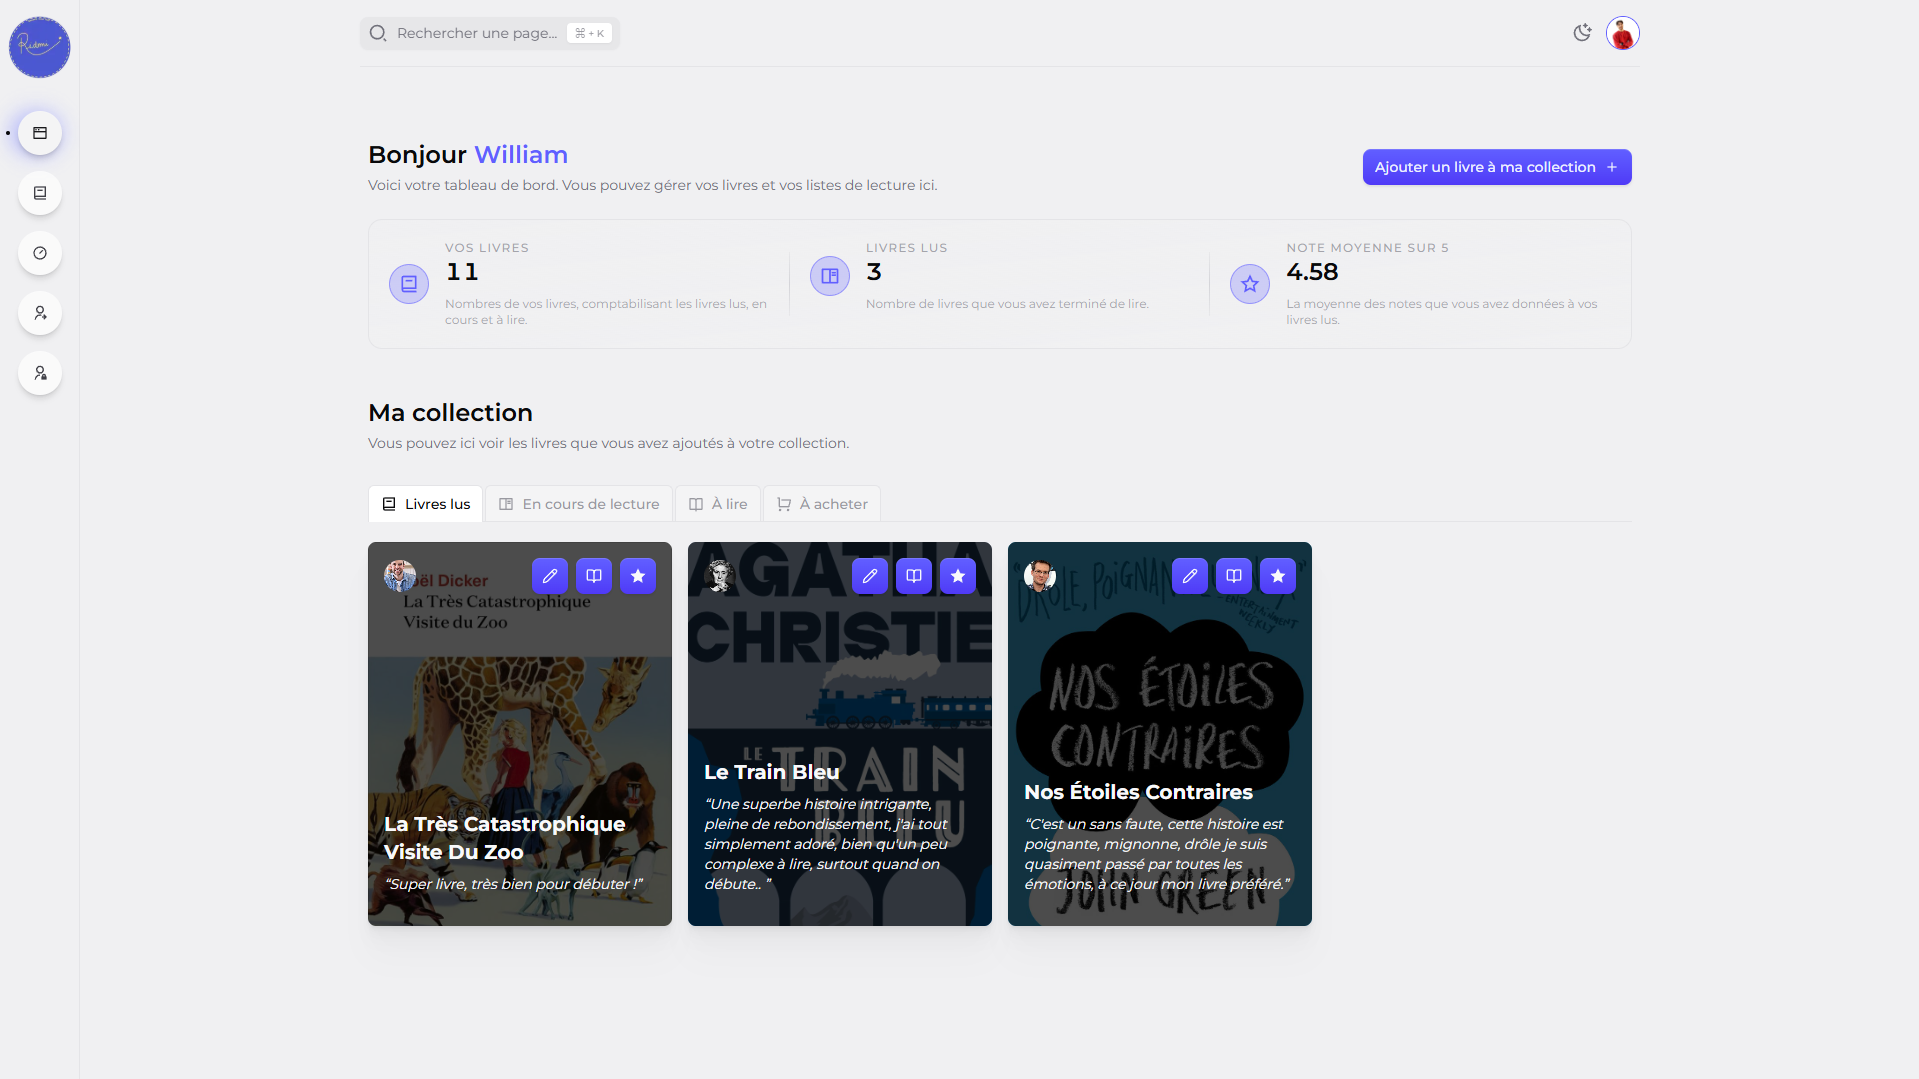 Ridomi
Rechercher une page...
⌘ + K
Bonjour William
Voici votre tableau de bord. Vous pouvez gérer vos livres et vos listes de lecture ici.
Ajouter un livre à ma collection +
VOS LIVRES
11
Nombres de vos livres, comptabilisant les livres lus, en
cours et à lire.
LIVRES LUS
3
Nombre de livres que vous avez terminé de lire.
NOTE MOYENNE SUR 5
4.58
La moyenne des notes que vous avez données à vos
livres lus.
Ma collection
Vous pouvez ici voir les livres que vous avez ajoutés à votre collection.
Livres lus
En cours de lecture
À lire
À acheter
oël Dicker
La Très Catastrophique
Visite du Zoo
La Très Catastrophique
Visite Du Zoo
“Super livre, très bien pour débuter !”
AGATHA
CHRISTIE
LE TRAIN
BLEU
Le Train Bleu
“Une superbe histoire intrigante,
pleine de rebondissement, j'ai tout
simplement adoré, bien qu'un peu
complexe à lire, surtout quand on
débute.. ”
DRÔLE, POIGNAN
ENTERTAINMENT
WEEKLY
NOS ÉTOILES
CONTRAIRES
JOHN GREEN
Nos Étoiles Contraires
“C'est un sans faute, cette histoire est
poignante, mignonne, drôle je suis
quasiment passé par toutes les
émotions, à ce jour mon livre préféré.”